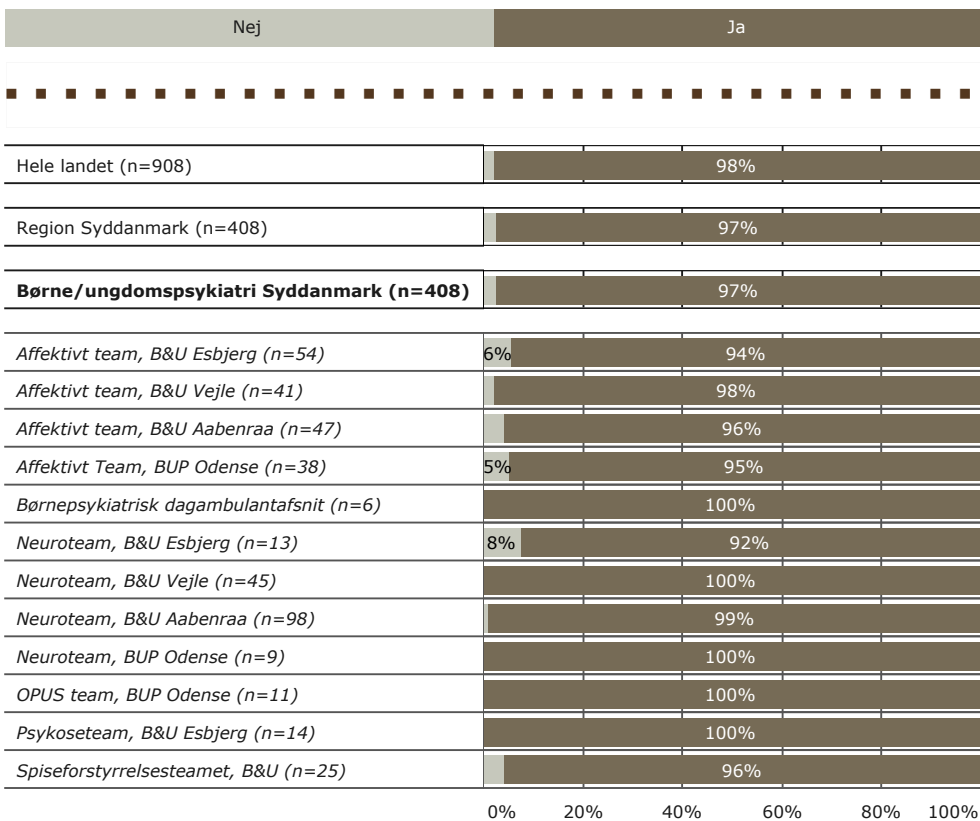 Nej Ja
Hele landet (n=908) 98%
Region Syddanmark (n=408) 97%
Børne/ungdomspsykiatri Syddanmark (n=408) 97%
Affektivt team, B&U Esbjerg (n=54) 6% 94%
Affektivt team, B&U Vejle (n=41) 98%
Affektivt team, B&U Aabenraa (n=47) 96%
Affektivt Team, BUP Odense (n=38) 5% 95%
Børnepsykiatrisk dagambulantafsnit (n=6) 100%
Neuroteam, B&U Esbjerg (n=13) 8% 92%
Neuroteam, B&U Vejle (n=45) 100%
Neuroteam, B&U Aabenraa (n=98) 99%
Neuroteam, BUP Odense (n=9) 100%
OPUS team, BUP Odense (n=11) 100%
Psykoseteam, B&U Esbjerg (n=14) 100%
Spiseforstyrrelsesteamet, B&U (n=25) 96%
0% 20% 40% 60% 80% 100%